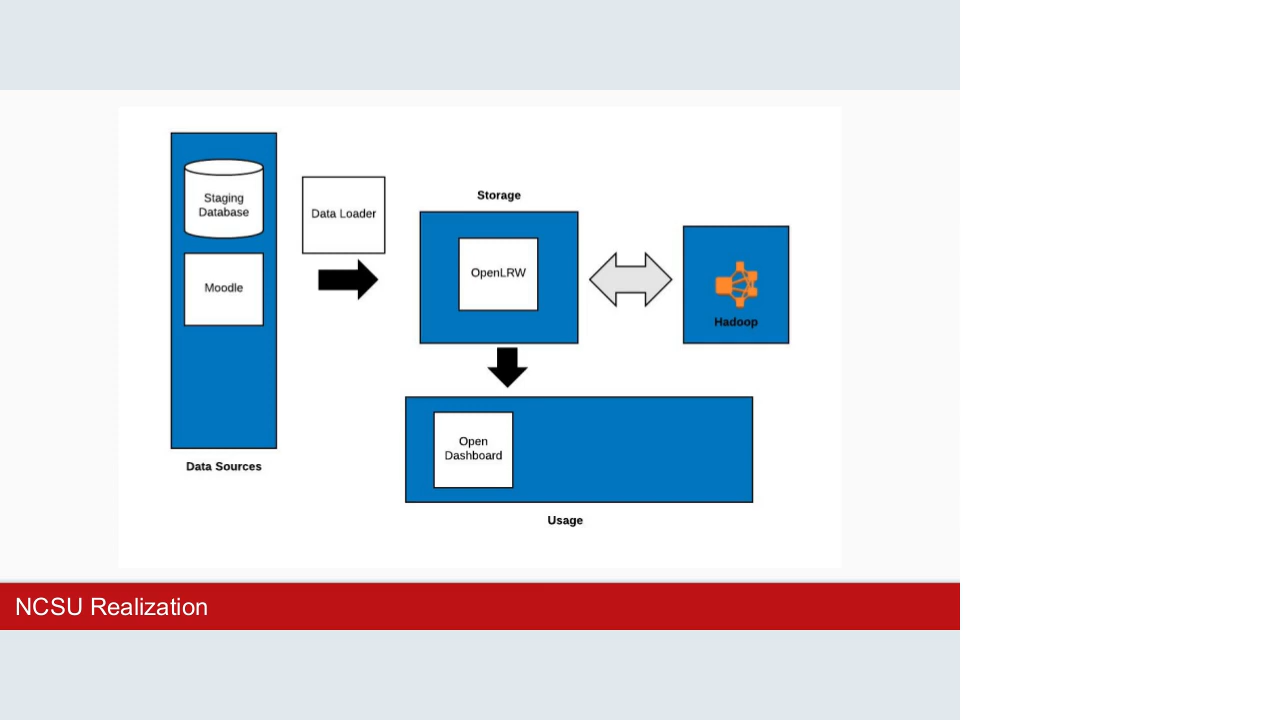 Staging
Database
Moodle
Data Sources
Data Loader
Storage
OpenLRW
Hadoop
Open
Dashboard
Usage
NCSU Realization